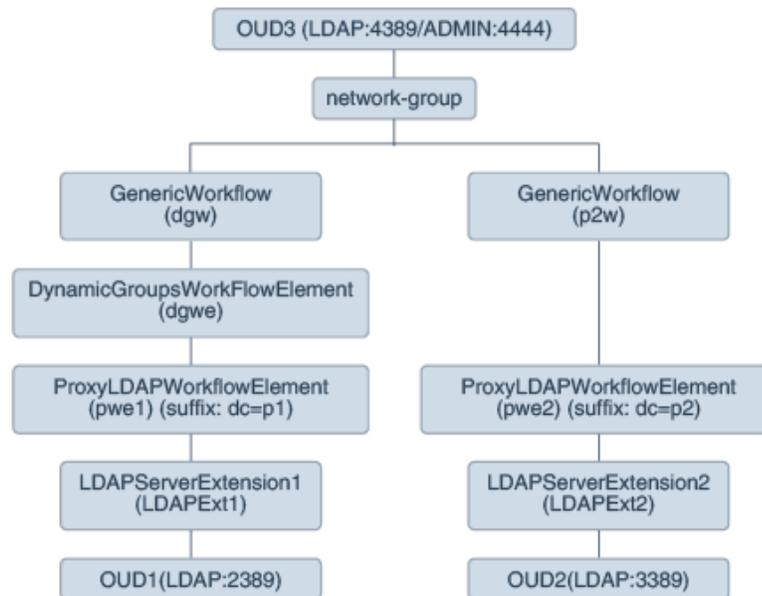 OUD3 (LDAP:4389/ADMIN:4444)
network-group
GenericWorkflow
(dgw)
GenericWorkflow
(p2w)
DynamicGroupsWorkFlowElement
(dgwe)
ProxyLDAPWorkflowElement
(pwe1) (suffix: dc=p1)
ProxyLDAPWorkflowElement
(pwe2) (suffix: dc=p2)
LDAPServerExtension1
(LDAPExt1)
LDAPServerExtension2
(LDAPExt2)
OUD1(LDAP:2389)
OUD2(LDAP:3389)